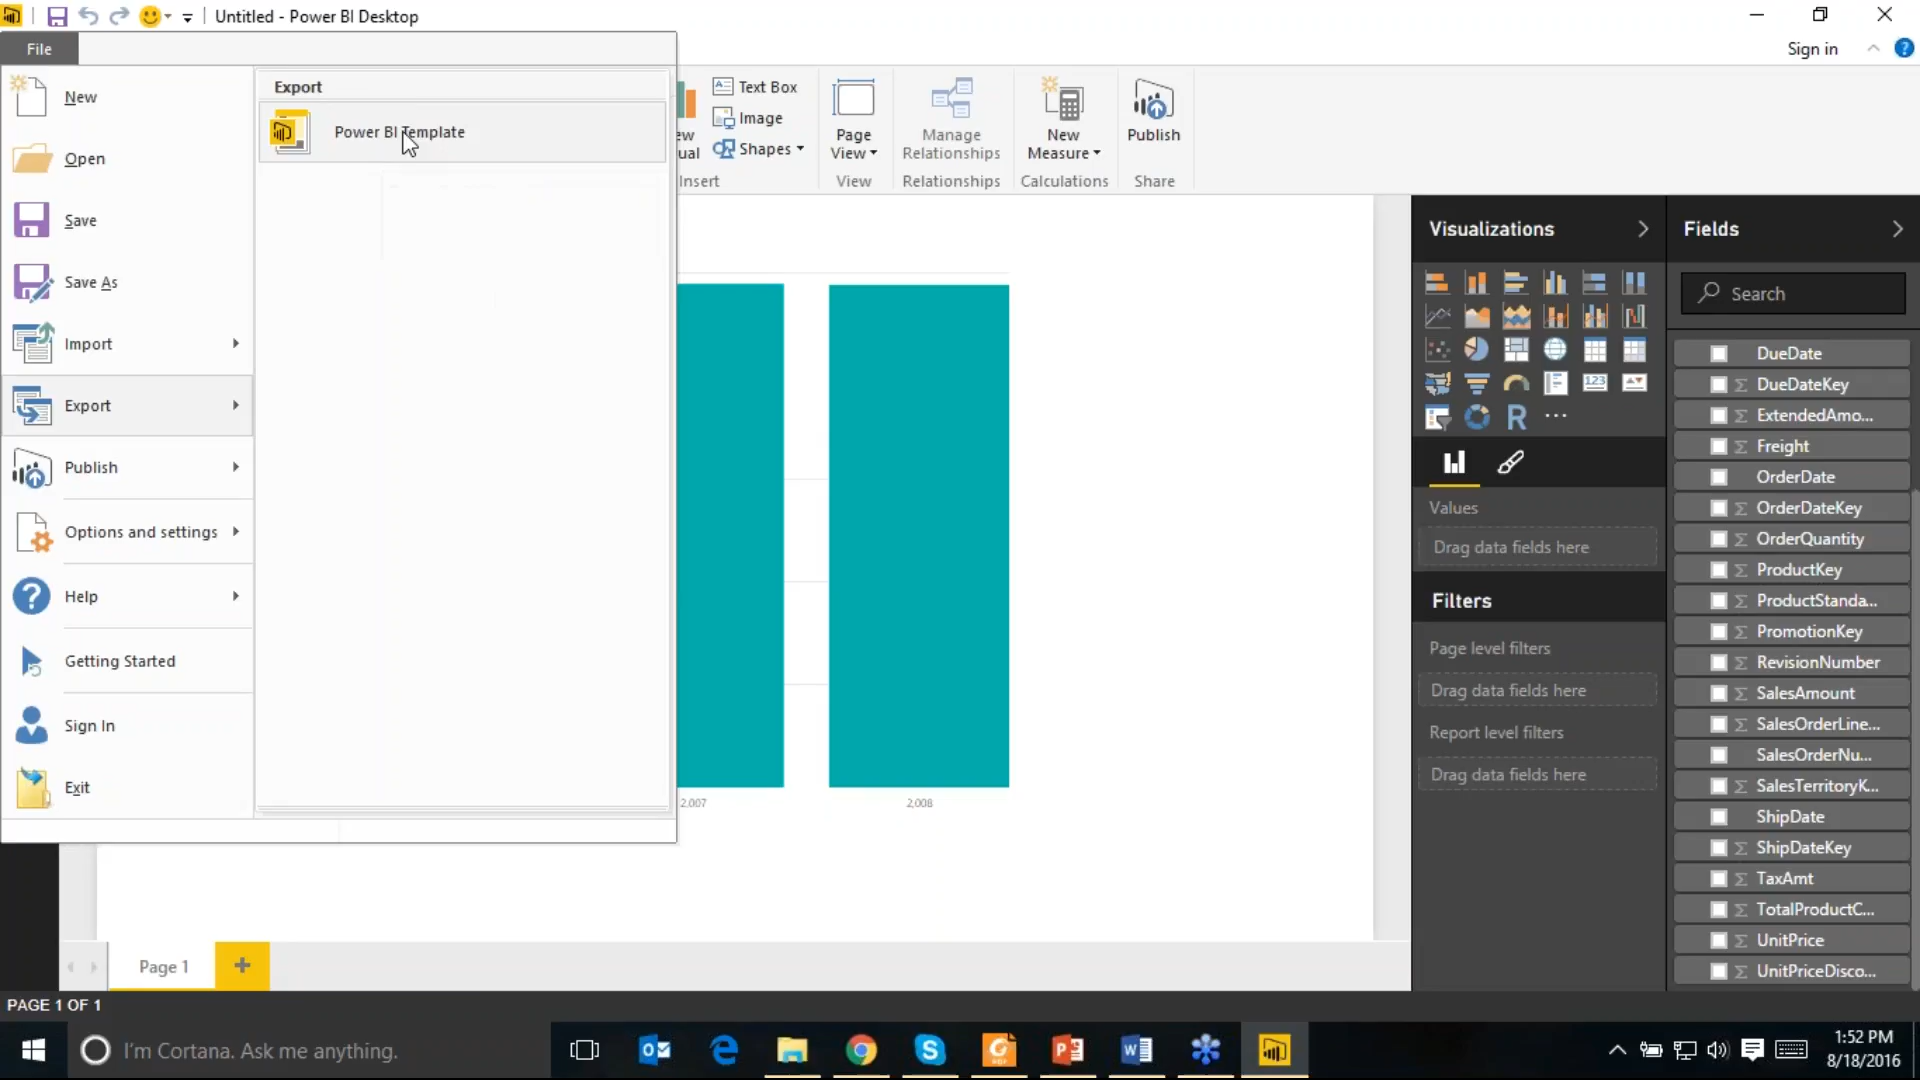 Untitled - Power BI Desktop
File
Sign in
New
Open
Save
Save As
Import
Export
Publish
Options and settings
Help
Getting Started
Sign In
Exit
Export
Power BI Template
Text Box
Image
Shapes
Insert
Page
View
View
Manage
Relationships
Relationships
New
Measure
Calculations
Publish
Share
2,007
2,008
Visualizations
R
123
Values
Drag data fields here
Filters
Page level filters
Drag data fields here
Report level filters
Drag data fields here
Fields
Search
DueDate
DueDateKey
ExtendedAmo...
Freight
OrderDate
OrderDateKey
OrderQuantity
ProductKey
ProductStanda...
PromotionKey
RevisionNumber
SalesAmount
SalesOrderLine...
SalesOrderNu...
SalesTerritoryK...
ShipDate
ShipDateKey
TaxAmt
TotalProductC...
UnitPrice
UnitPriceDisco...
Page 1
PAGE 1 OF 1
I'm Cortana. Ask me anything.
1:52 PM
8/18/2016